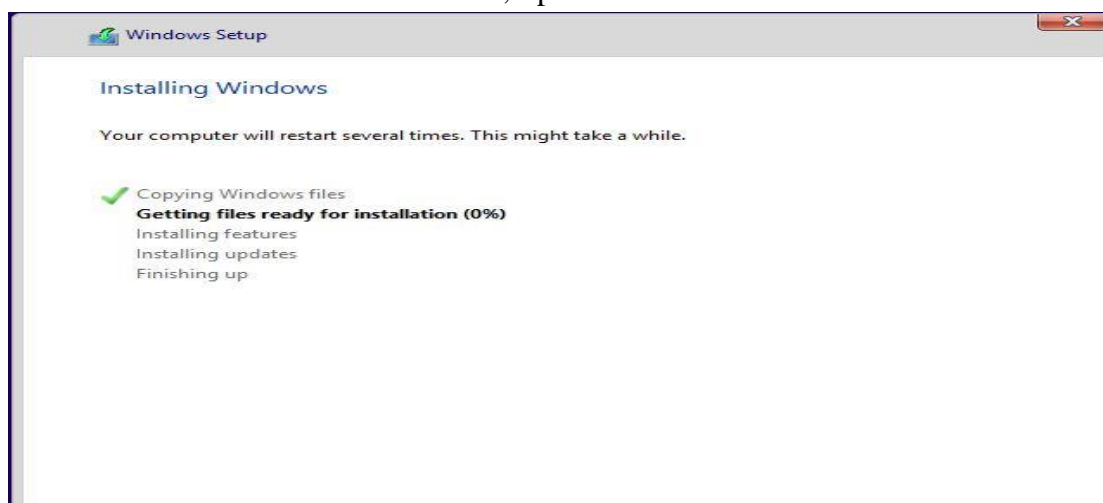 Windows Setup
Installing Windows
Your computer will restart several times. This might take a while.
Copying Windows files
Getting files ready for installation (0%)
Installing features
Installing updates
Finishing up